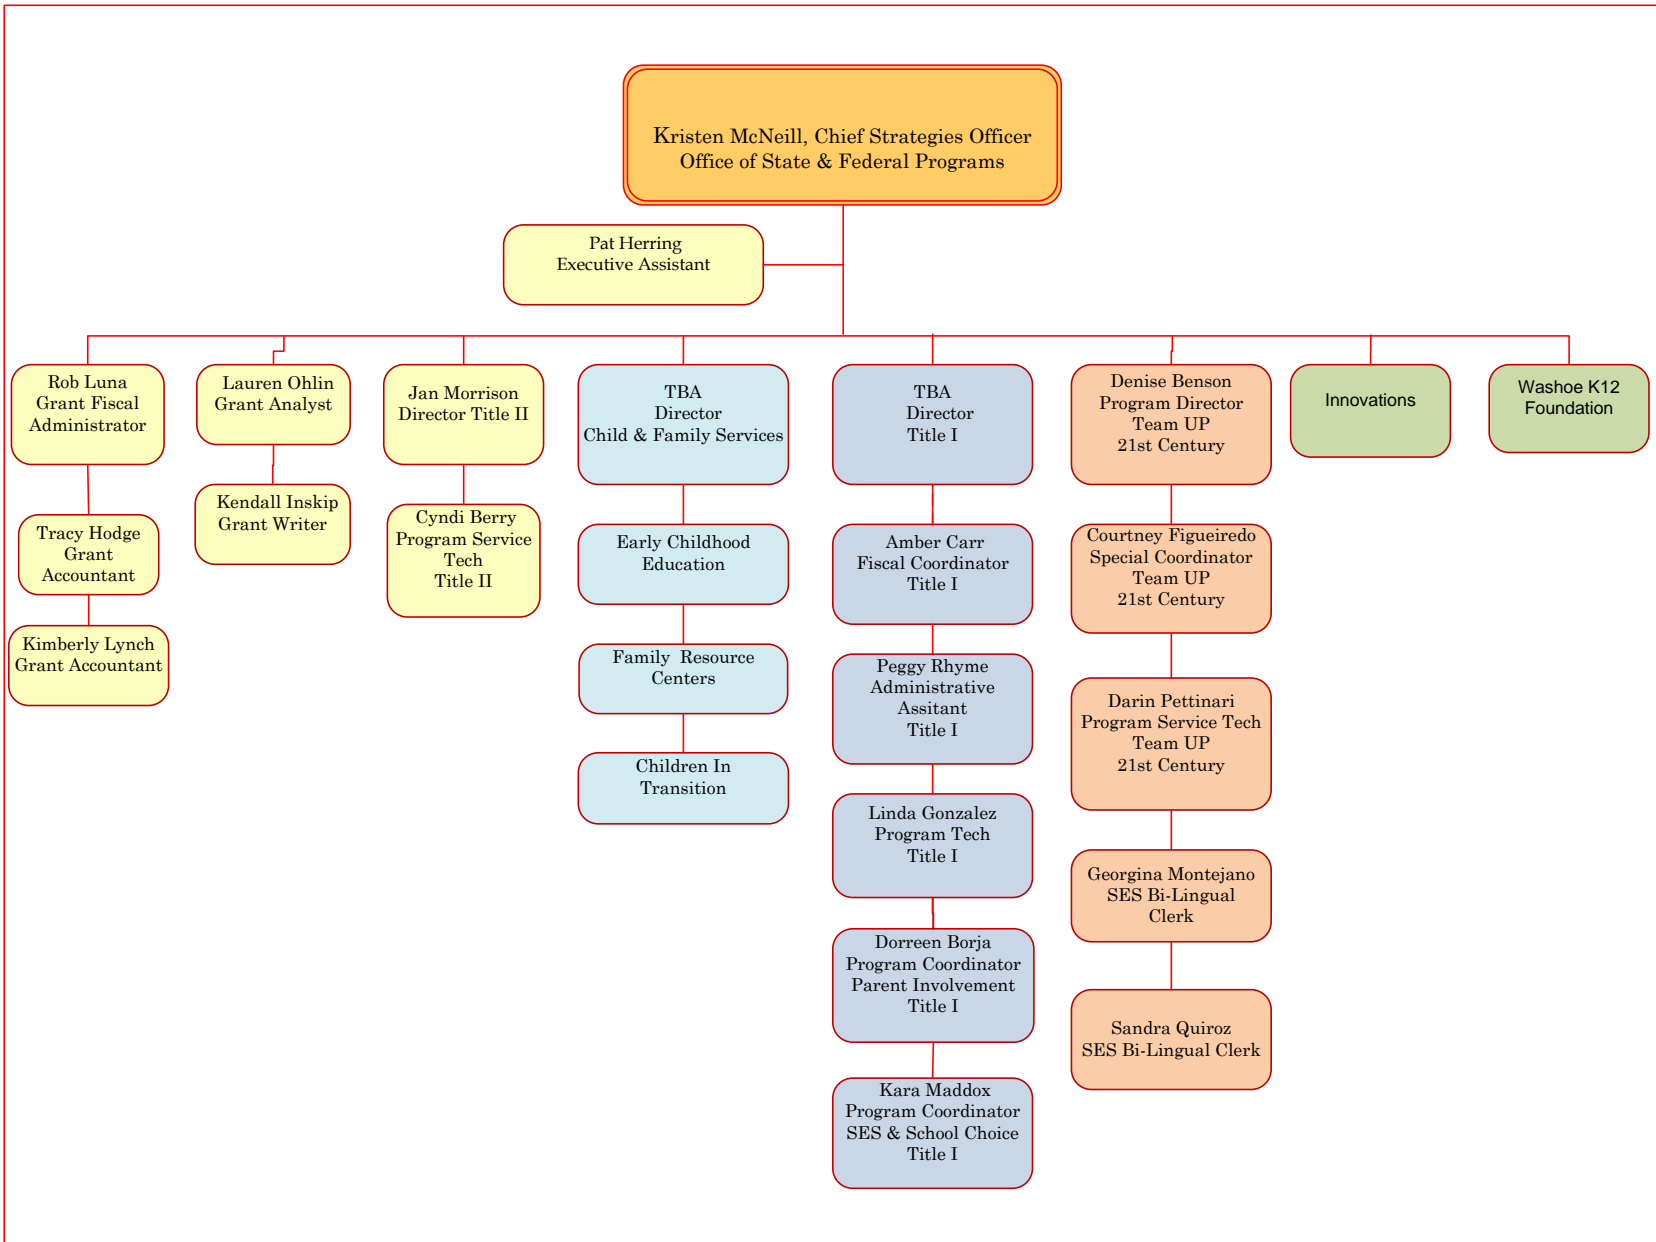 Kristen McNeill, Chief Strategies Officer
Office of State & Federal Programs
Pat Herring
Executive Assistant
Rob Luna
Grant Fiscal
Administrator
Tracy Hodge
Grant
Accountant
Kimberly Lynch
Grant Accountant
Lauren Ohlin
Grant Analyst
Kendall Inskip
Grant Writer
Jan Morrison
Director Title II
Cyndi Berry
Program Service
Tech
Title II
TBA
Director
Child & Family Services
Early Childhood
Education
Family Resource
Centers
Children In
Transition
TBA
Director
Title I
Amber Carr
Fiscal Coordinator
Title I
Peggy Rhyme
Administrative
Assitant
Title I
Linda Gonzalez
Program Tech
Title I
Dorreen Borja
Program Coordinator
Parent Involvement
Title I
Kara Maddox
Program Coordinator
SES & School Choice
Title I
Denise Benson
Program Director
Team UP
21st Century
Courtney Figueiredo
Special Coordinator
Team UP
21st Century
Darin Pettinari
Program Service Tech
Team UP
21st Century
Georgina Montejano
SES Bi-Lingual
Clerk
Sandra Quiroz
SES Bi-Lingual Clerk
Innovations
Washoe K12
Foundation